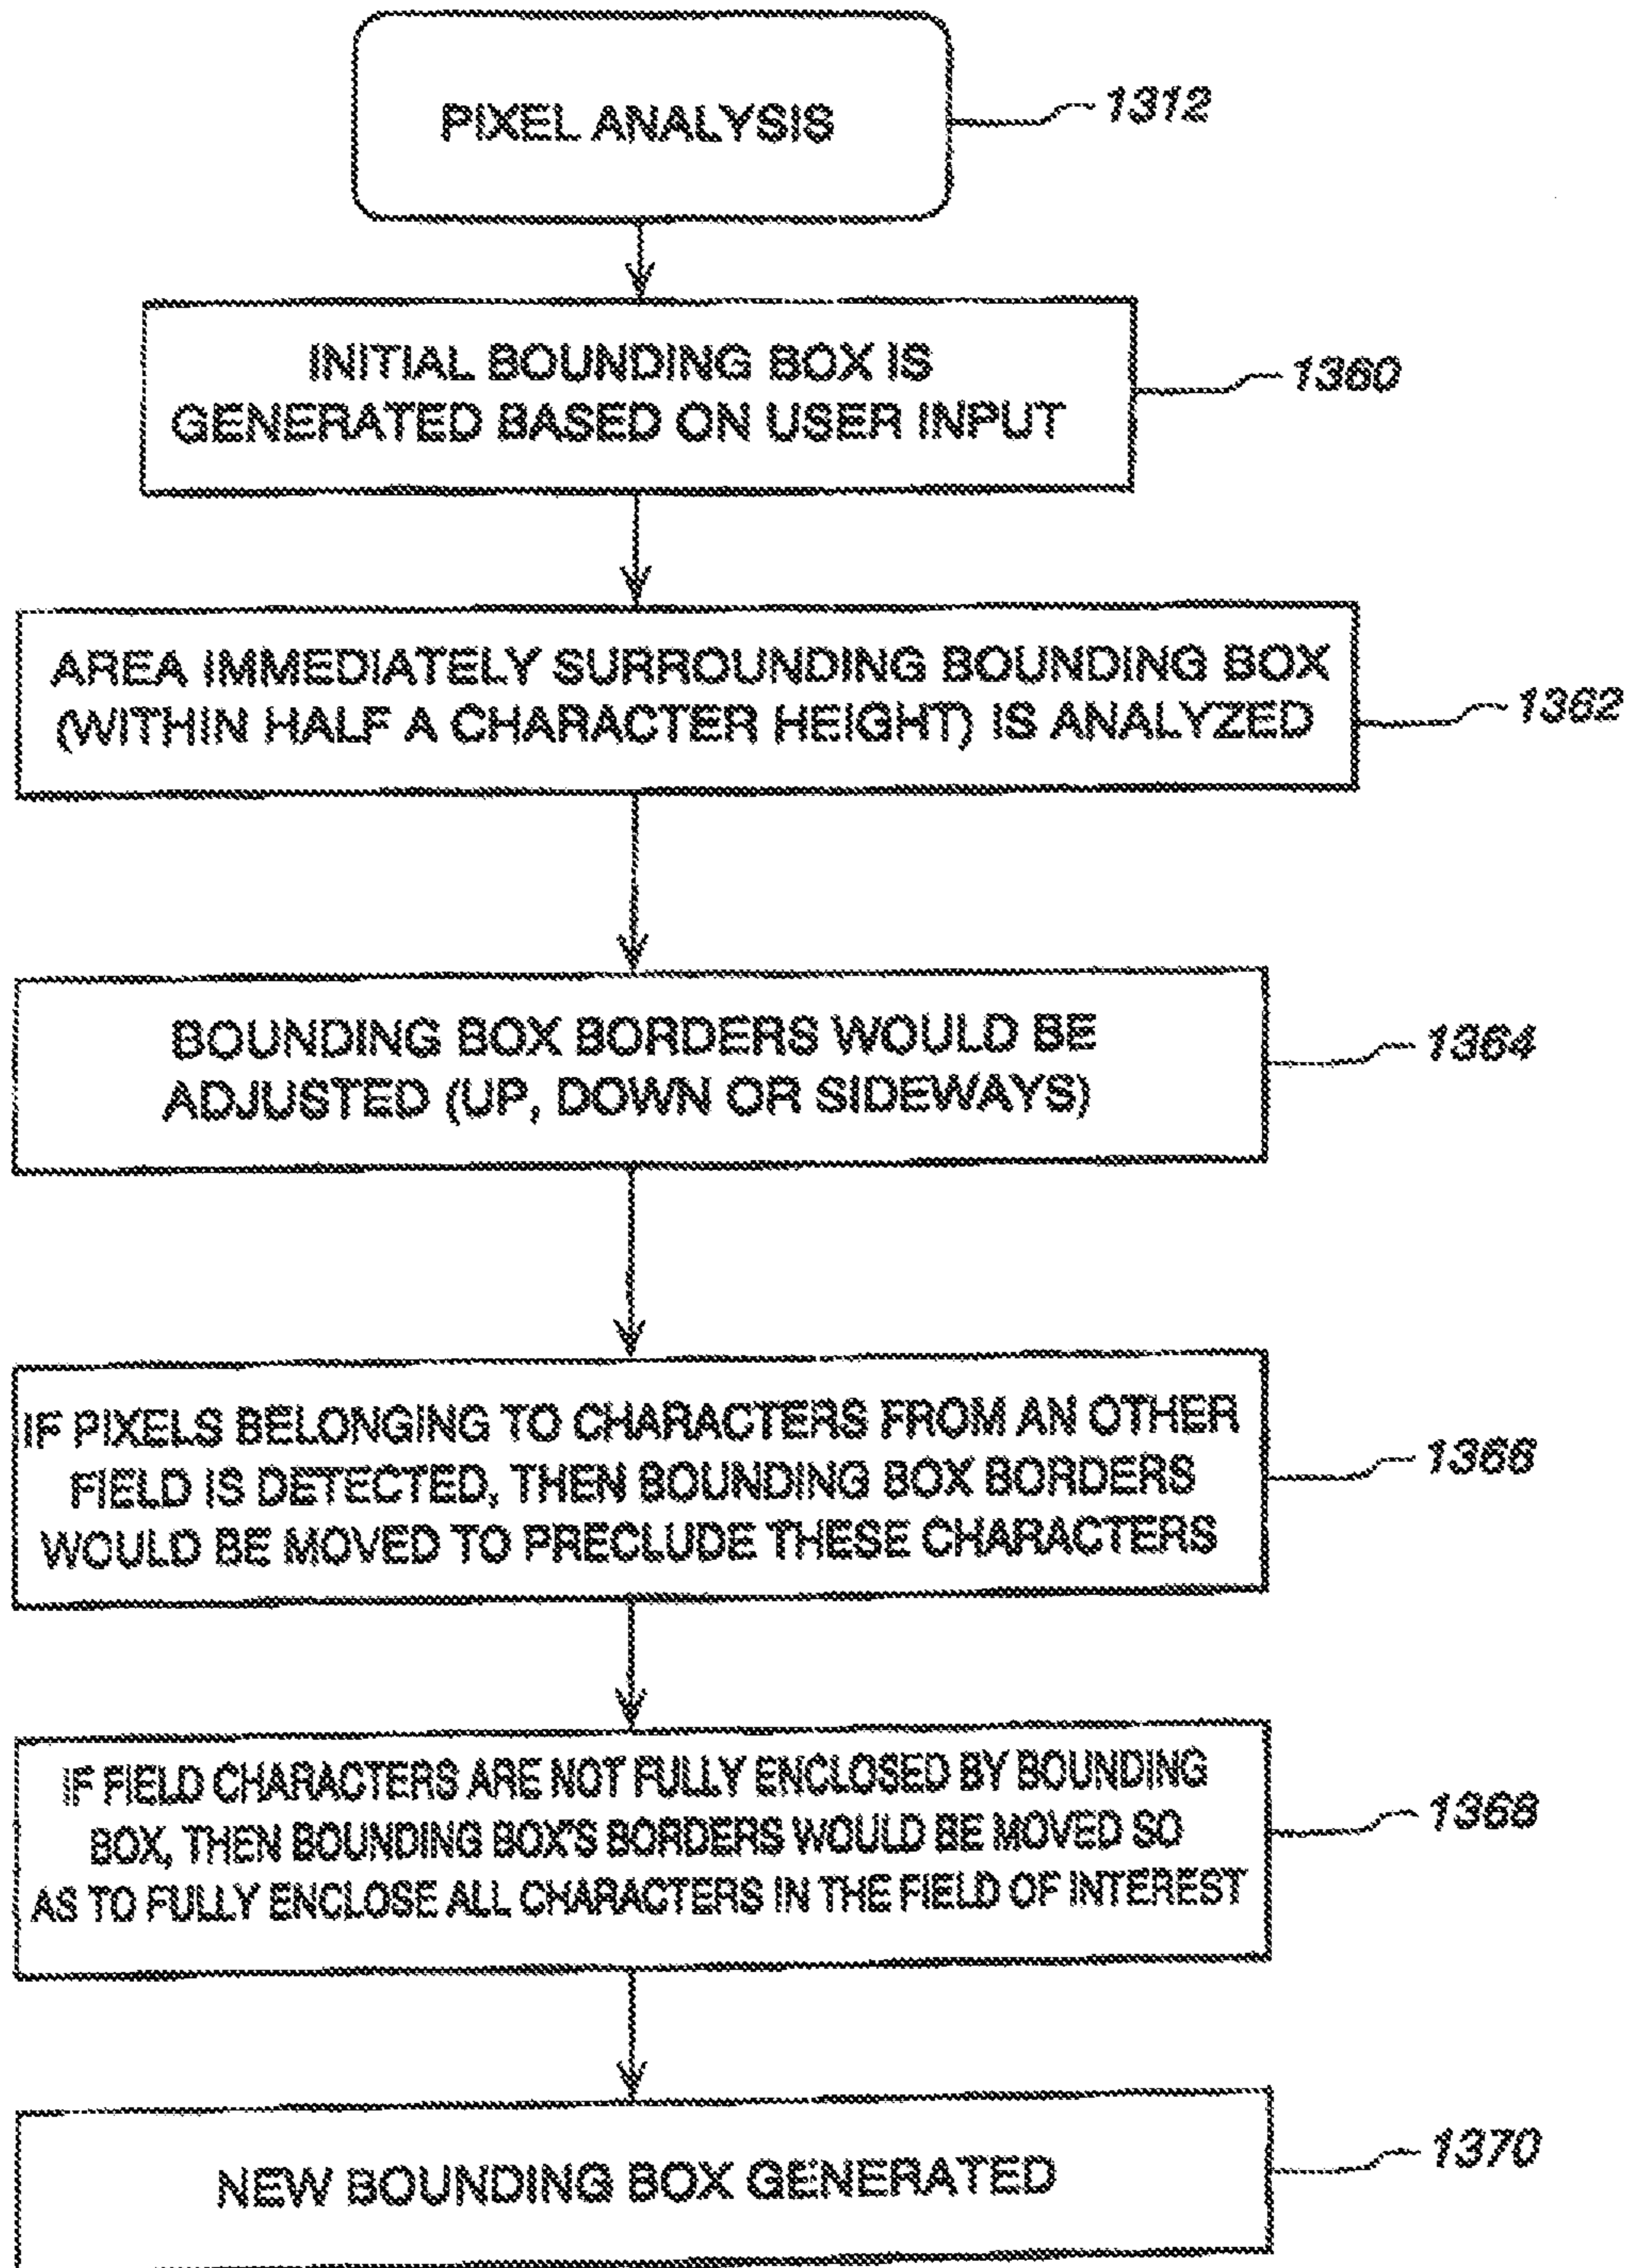 PIXEL ANALYSIS
1312
INITIAL BOUNDING BOX IS
GENERATED BASED ON USER INPUT
1360
AREA IMMEDIATELY SURROUNDING BOUNDING BOX
(WITHIN HALF A CHARACTER HEIGHT) IS ANALYZED
1362
BOUNDING BOX BORDERS WOULD BE
ADJUSTED (UP, DOWN OR SIDEWAYS)
1364
IF PIXELS BELONGING TO CHARACTERS FROM AN OTHER
FIELD IS DETECTED, THEN BOUNDING BOX BORDERS
WOULD BE MOVED TO PRECLUDE THESE CHARACTERS
1366
IF FIELD CHARACTERS ARE NOT FULLY ENCLOSED BY BOUNDING
BOX, THEN BOUNDING BOX'S BORDERS WOULD BE MOVED SO
AS TO FULLY ENCLOSE ALL CHARACTERS IN THE FIELD OF INTEREST
1368
NEW BOUNDING BOX GENERATED
1370